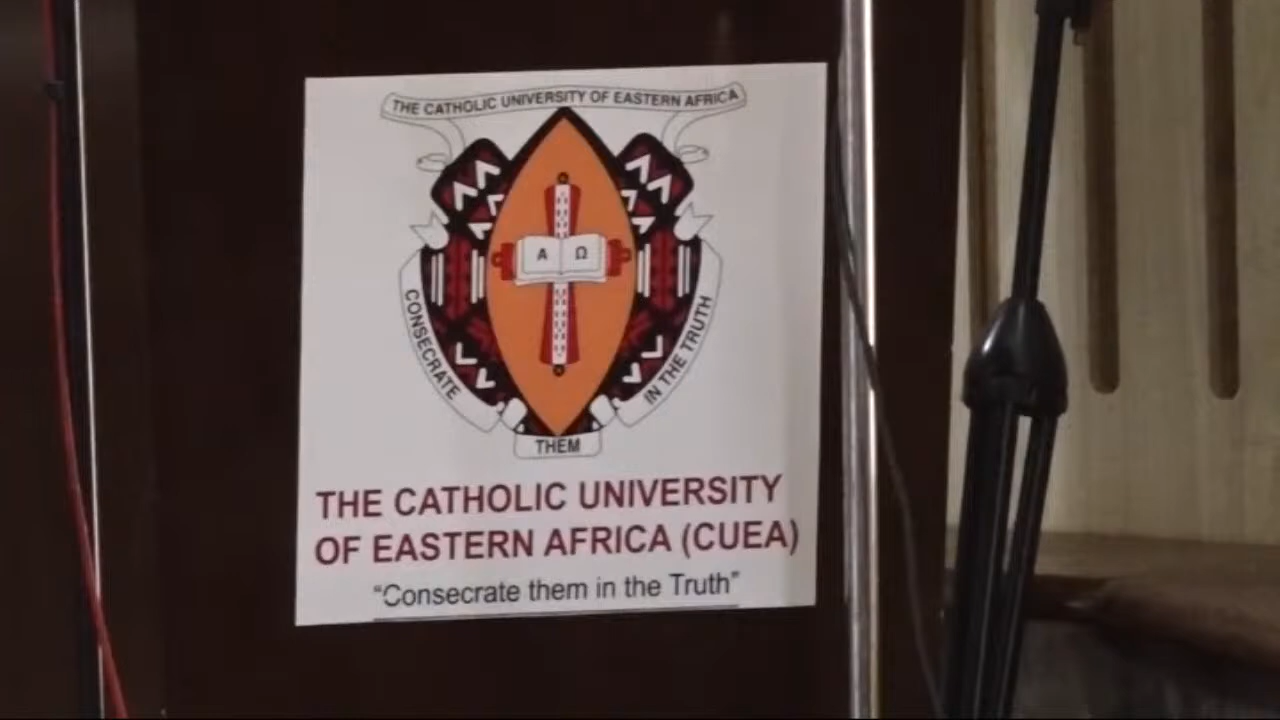 THE CATHOLIC UNIVERSITY OF EASTERN AFRICA
A Ω
CONSECRATE
THEM
IN THE TRUTH
THE CATHOLIC UNIVERSITY
OF EASTERN AFRICA (CUEA)
“Consecrate them in the Truth”